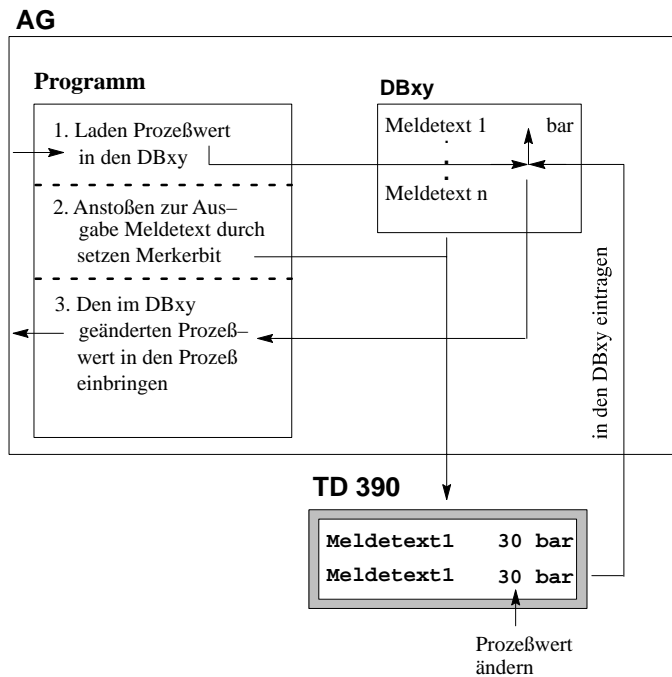 AG
Programm
1. Laden Prozeßwert
in den DBxy
2. Anstoßen zur Aus–
gabe Meldetext durch
setzen Merkerbit
3. Den im DBxy
geänderten Prozeß–
wert in den Prozeß
einbringen
DBxy
Meldetext 1 bar
Meldetext n
in den DBxy eintragen
TD 390
Meldetext1 30 bar
Meldetext1 30 bar
Prozeßwert
ändern